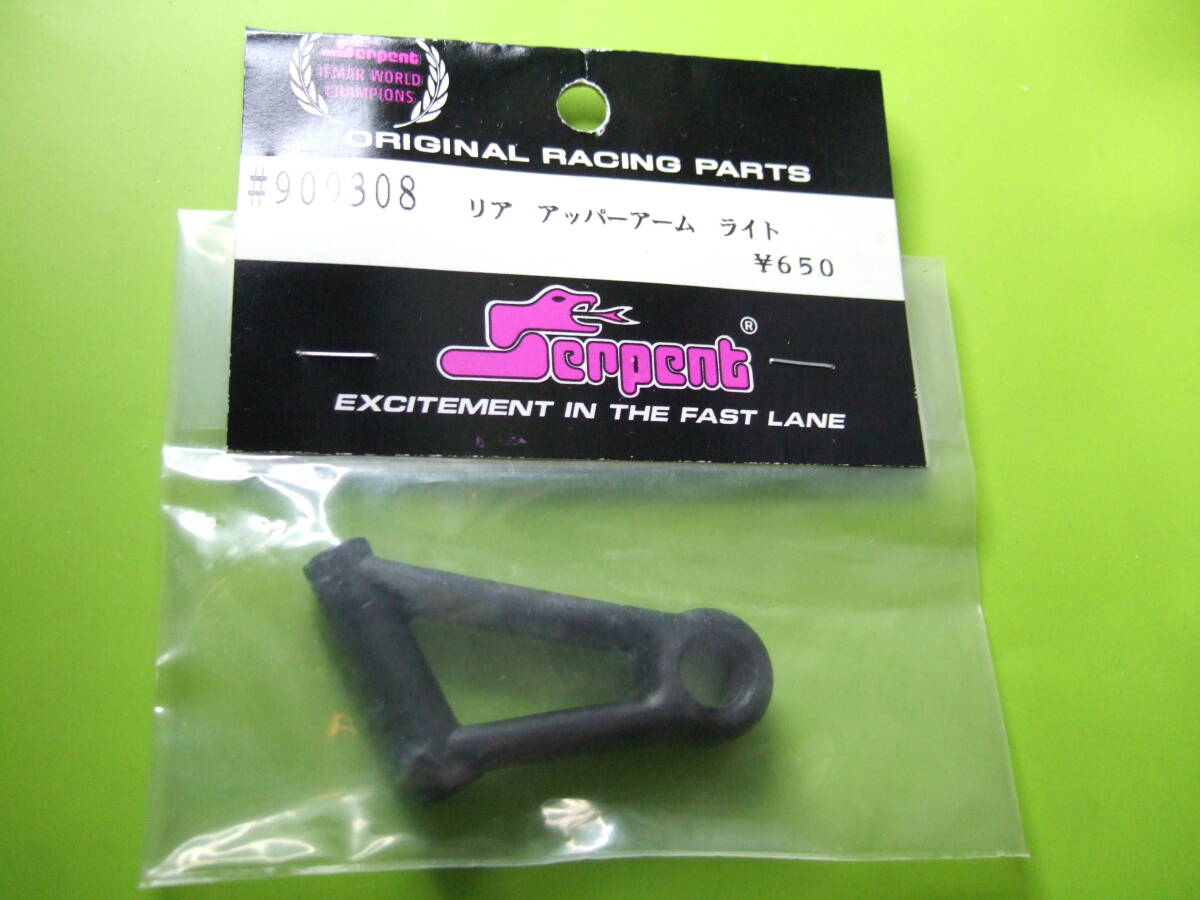 Serpent
IFMAR WORLD
CHAMPIONS
ORIGINAL RACING PARTS
#909308 リア アッパーアーム ライト
¥650
Serpent®
EXCITEMENT IN THE FAST LANE